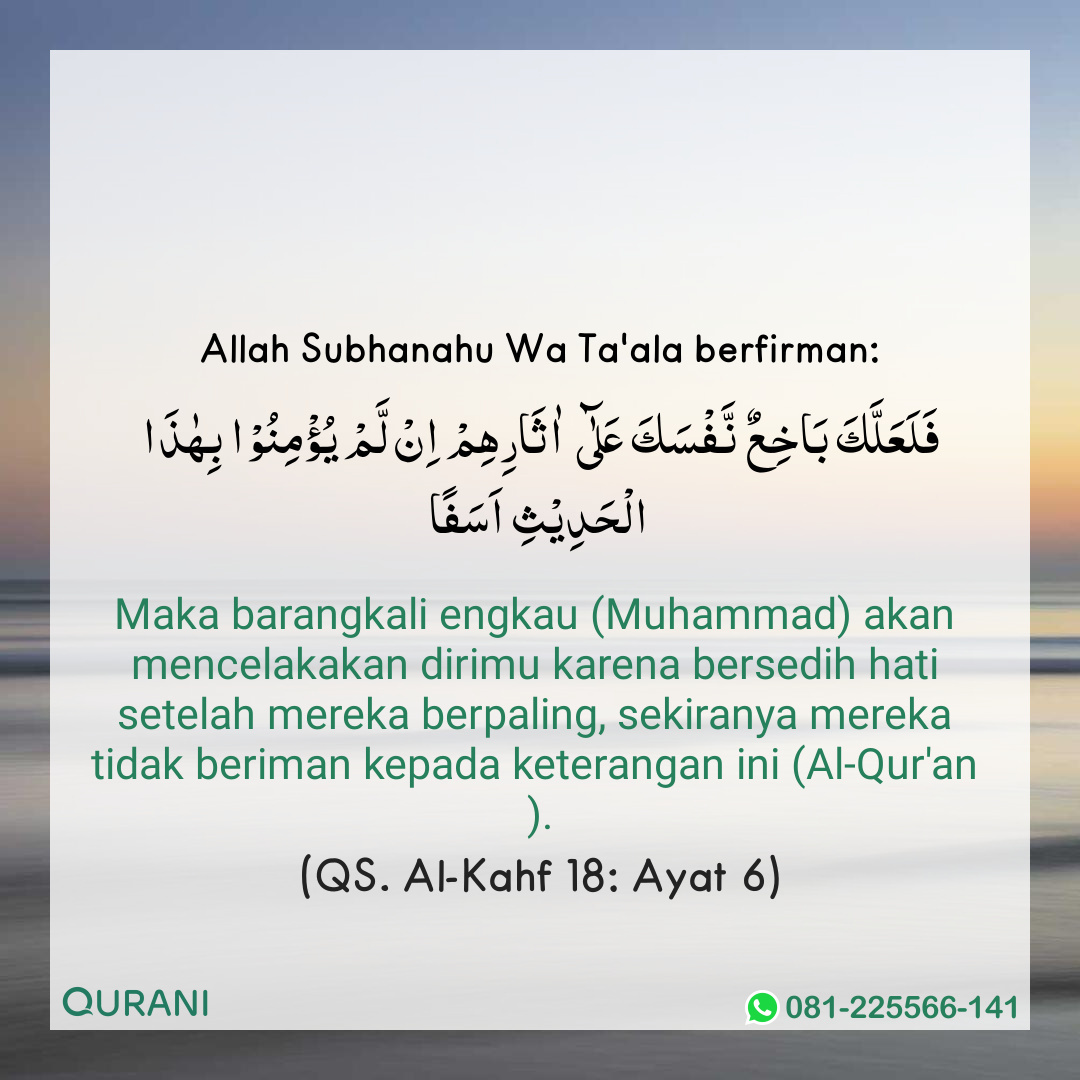 Allah Subhanahu Wa Ta'ala berfirman:
فَلَعَلَّكَ بَاخِعٌ نَّفْسَكَ عَلٰۤى اٰثَارِهِمْ اِنْ لَّمْ يُؤْمِنُوْا بِهٰذَا
الْحَدِيْثِ اَسَفًا
Maka barangkali engkau (Muhammad) akan
mencelakakan dirimu karena bersedih hati
setelah mereka berpaling, sekiranya mereka
tidak beriman kepada keterangan ini (Al-Qur'an
).
(QS. Al-Kahf 18: Ayat 6)
QURANI
081-225566-141